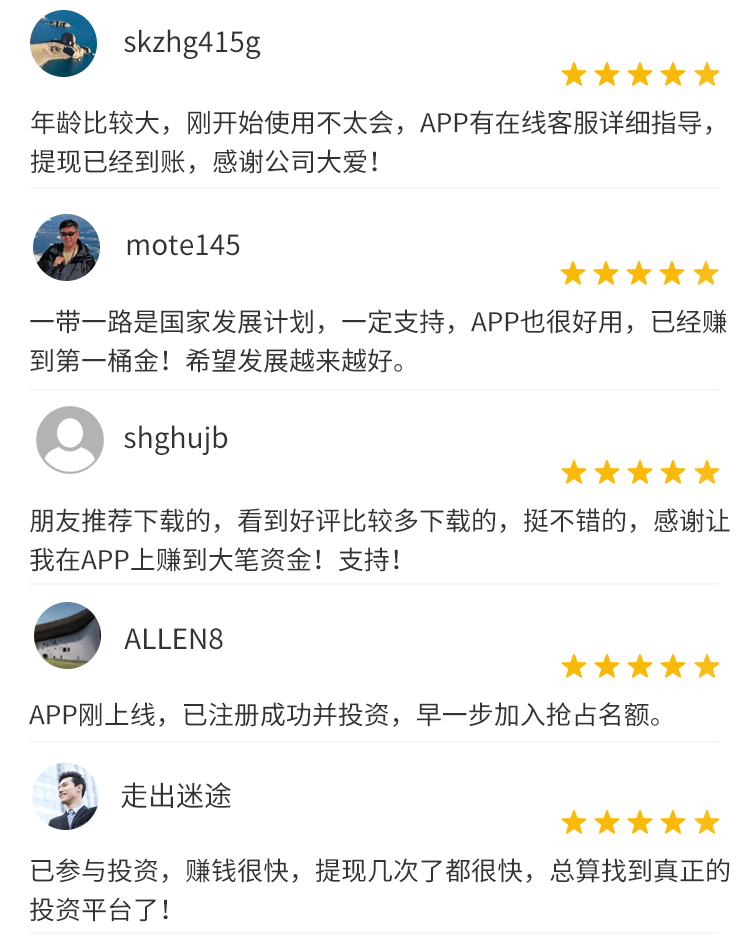 skzhg415g
年龄比较大，刚开始使用不太会，APP有在线客服详细指导，
提现已经到账，感谢公司大爱！
mote145
一带一路是国家发展计划，一定支持，APP也很好用，已经赚
到第一桶金！希望发展越来越好。
shghujb
朋友推荐下载的，看到好评比较多下载的，挺不错的，感谢让
我在APP上赚到大笔资金！支持！
ALLEN8
APP刚上线，已注册成功并投资，早一步加入抢占名额。
走出迷途
已参与投资，赚钱很快，提现几次了都很快，总算找到真正的
投资平台了！